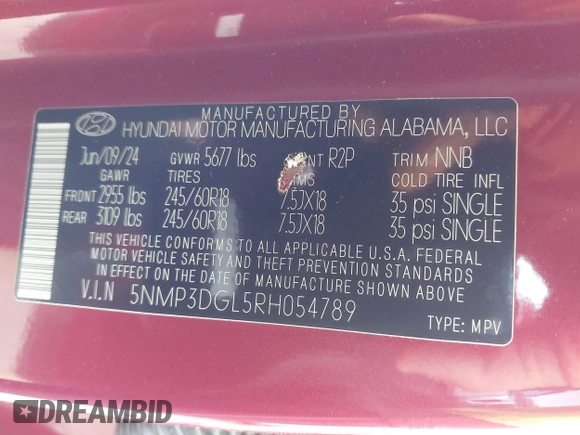 MANUFACTURED BY
HYUNDAI MOTOR MANUFACTURING ALABAMA, LLC
Jun/09/24 GVWR 5677 lbs NT R2P TRIM NNB
GAWR TIRES MS COLD TIRE INFL
FRONT 2955 lbs 245/60R18 7.5JX18 35 psi SINGLE
REAR 3109 lbs 245/60R18 7.5JX18 35 psi SINGLE
THIS VEHICLE CONFORMS TO ALL APPLICABLE U.S.A. FEDERAL
MOTOR VEHICLE SAFETY AND THEFT PREVENTION STANDARDS
IN EFFECT ON THE DATE OF MANUFACTURE SHOWN ABOVE
V.I.N 5NMP3DGL5RH054789
TYPE: MPV
DREAMBID